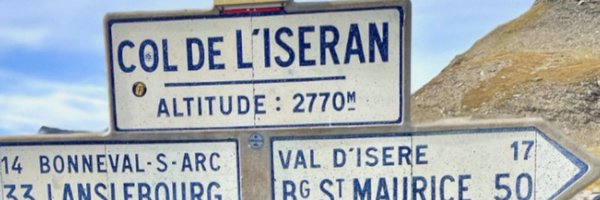 COL DE L'ISERAN
ALTITUDE : 2770M
14 BONNEVAL-S-ARC
33 LANSLEBOURG
VAL D'ISERE 17
BG ST MAURICE 50